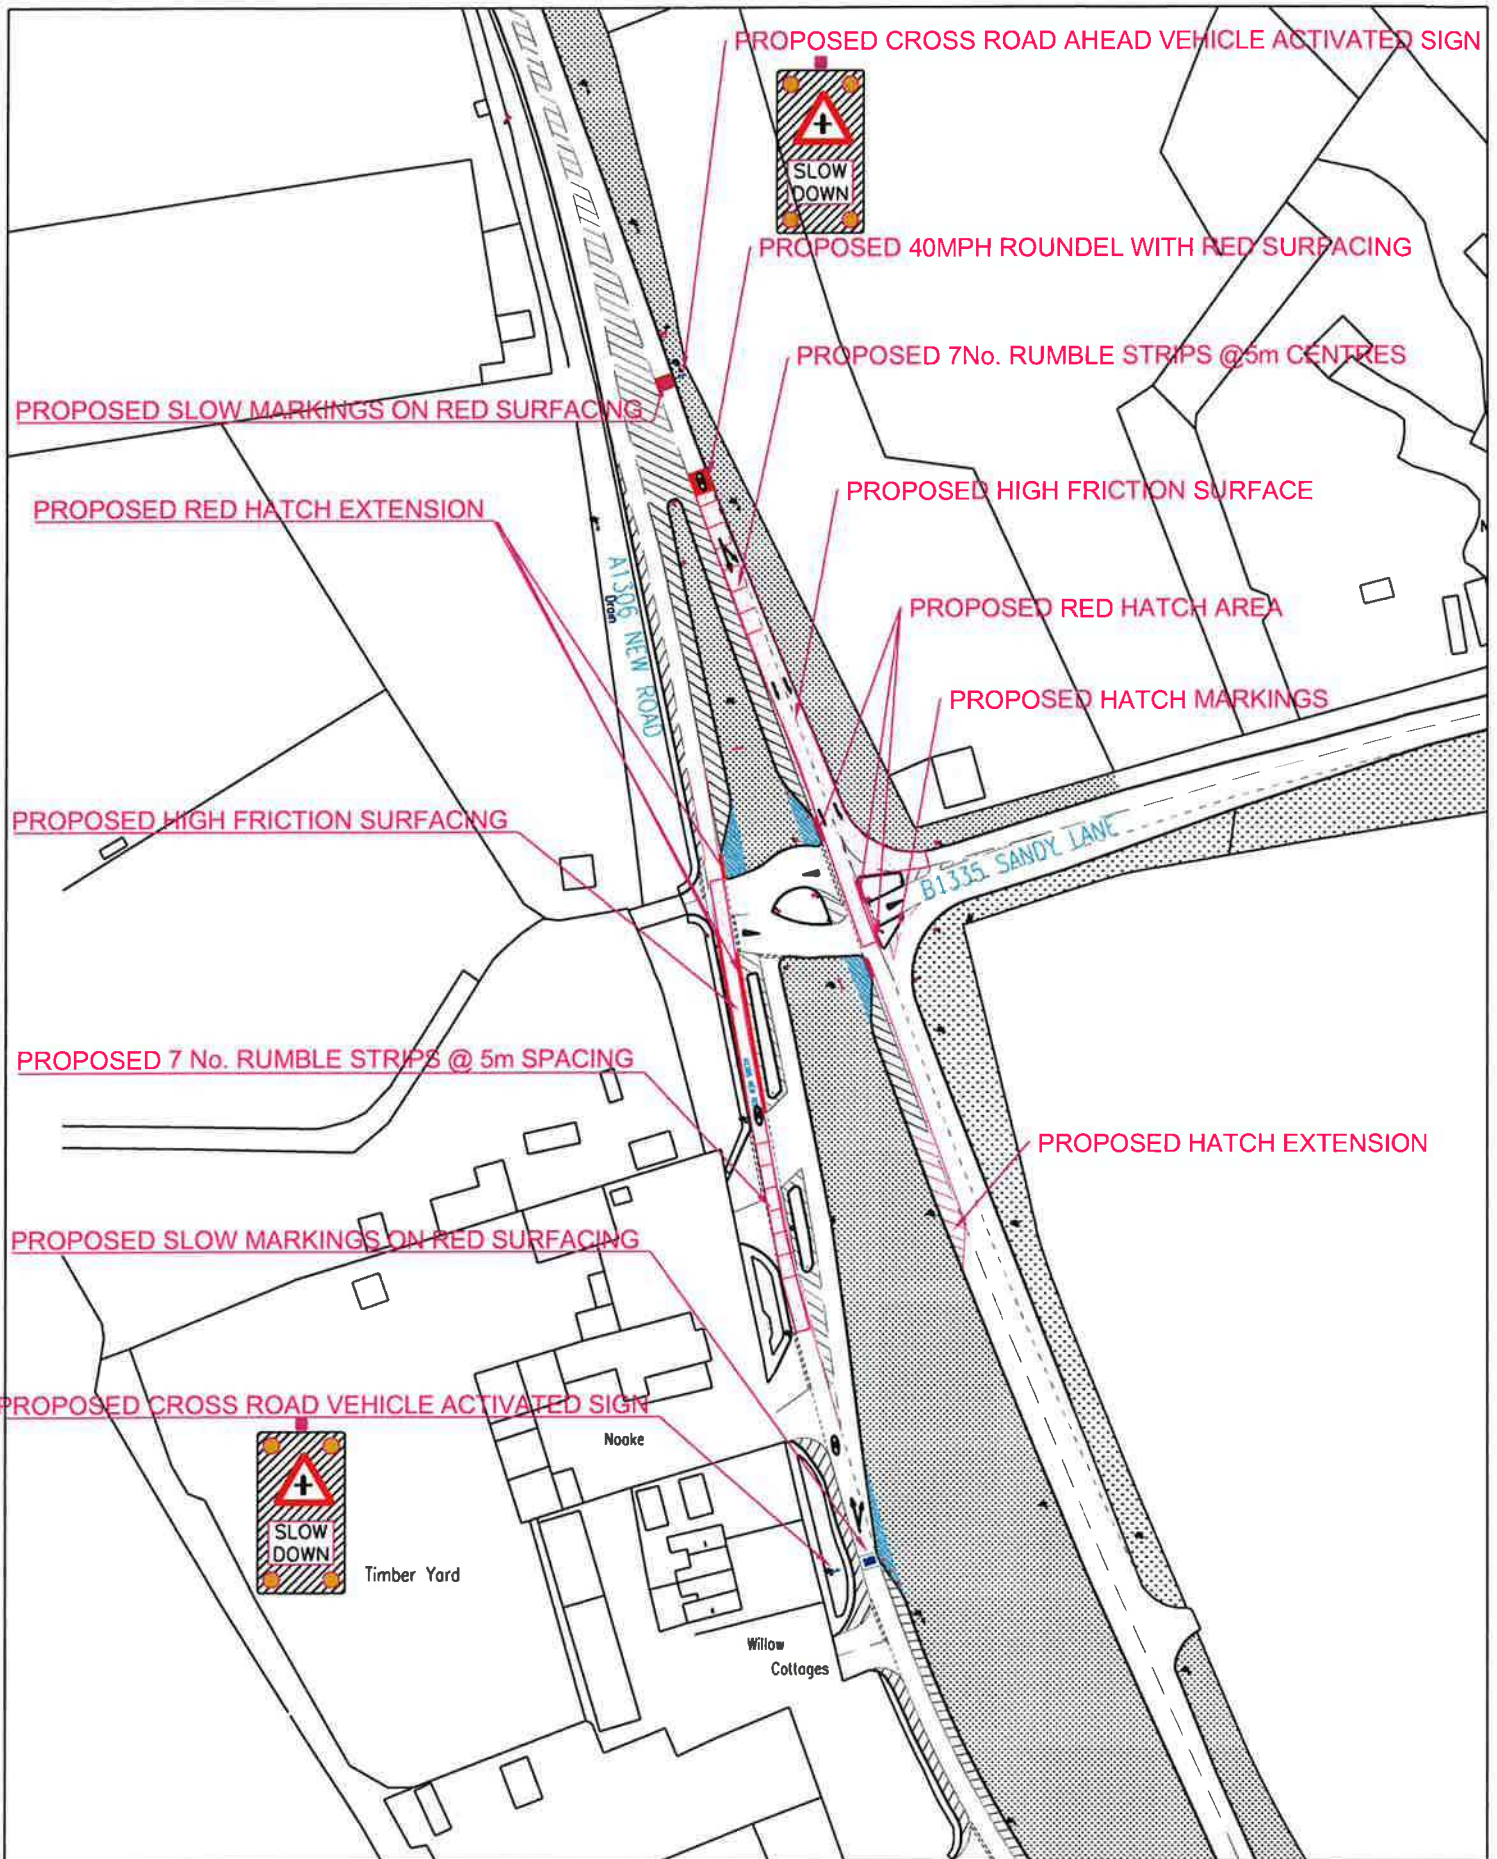 PROPOSED CROSS ROAD AHEAD VEHICLE ACTIVATED SIGN
SLOW
DOWN
PROPOSED 40MPH ROUNDEL WITH RED SURFACING
PROPOSED 7No. RUMBLE STRIPS @5m CENTRES
PROPOSED SLOW MARKINGS ON RED SURFACING
PROPOSED HIGH FRICTION SURFACE
PROPOSED RED HATCH EXTENSION
A1306 NEW ROAD
Drain
PROPOSED RED HATCH AREA
PROPOSED HATCH MARKINGS
PROPOSED HIGH FRICTION SURFACING
B1335 SANDY LANE
PROPOSED 7 No. RUMBLE STRIPS @ 5m SPACING
PROPOSED HATCH EXTENSION
PROPOSED SLOW MARKINGS ON RED SURFACING
PROPOSED CROSS ROAD VEHICLE ACTIVATED SIGN
Nooke
SLOW
DOWN
Timber Yard
Willow
Cottages